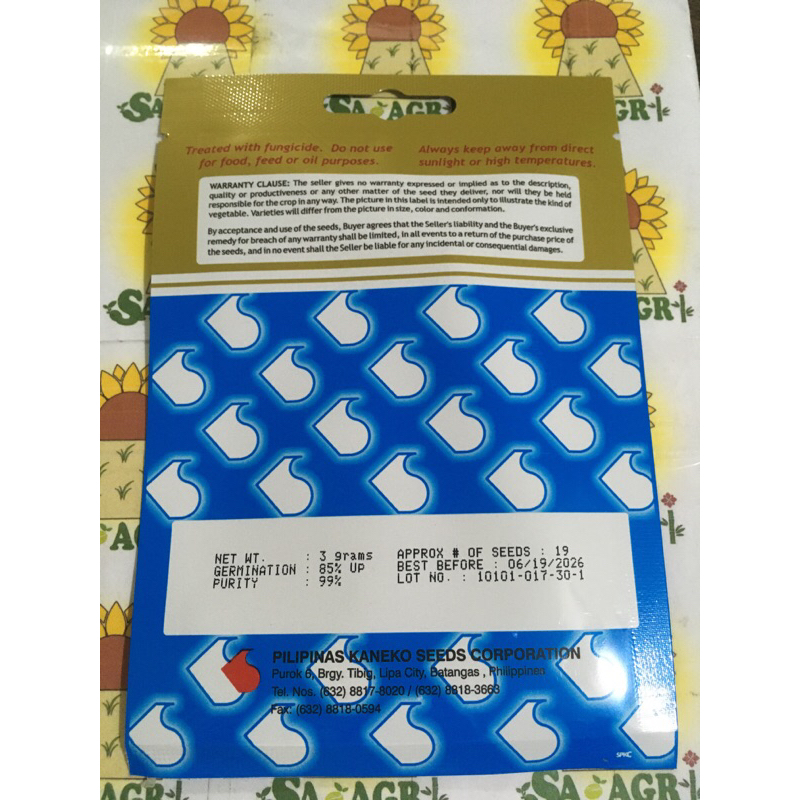 SA AGR
Treated with fungicide. Do not use
for food, feed or oil purposes.
Always keep away from direct
sunlight or high temperatures.
WARRANTY CLAUSE: The seller gives no warranty expressed or implied as to the description,
quality or productiveness or any other matter of the seed they deliver, nor will they be held
responsible for the crop in any way. The picture in this label is intended only to illustrate the kind of
vegetable. Varieties will differ from the picture in size, color and conformation.
By acceptance and use of the seeds, Buyer agrees that the Seller's liability and the Buyer's exclusive
remedy for breach of any warranty shall be limited, in all events to a return of the purchase price of
the seeds, and in no event shall the Seller be liable for any incidental or consequential damages.
NET WT. : 3 grams
GERMINATION : 85% UP
PURITY : 99%
APPROX # OF SEEDS : 19
BEST BEFORE : 06/19/2026
LOT NO. : 10101-017-30-1
PILIPINAS KANEKO SEEDS CORPORATION
Purok 6, Brgy. Tibig, Lipa City, Batangas , Philippines
Tel. Nos. (632) 8817-8020 / (632) 8818-3663
Fax: (632) 8818-0594
SA AGRI
SA AGRI